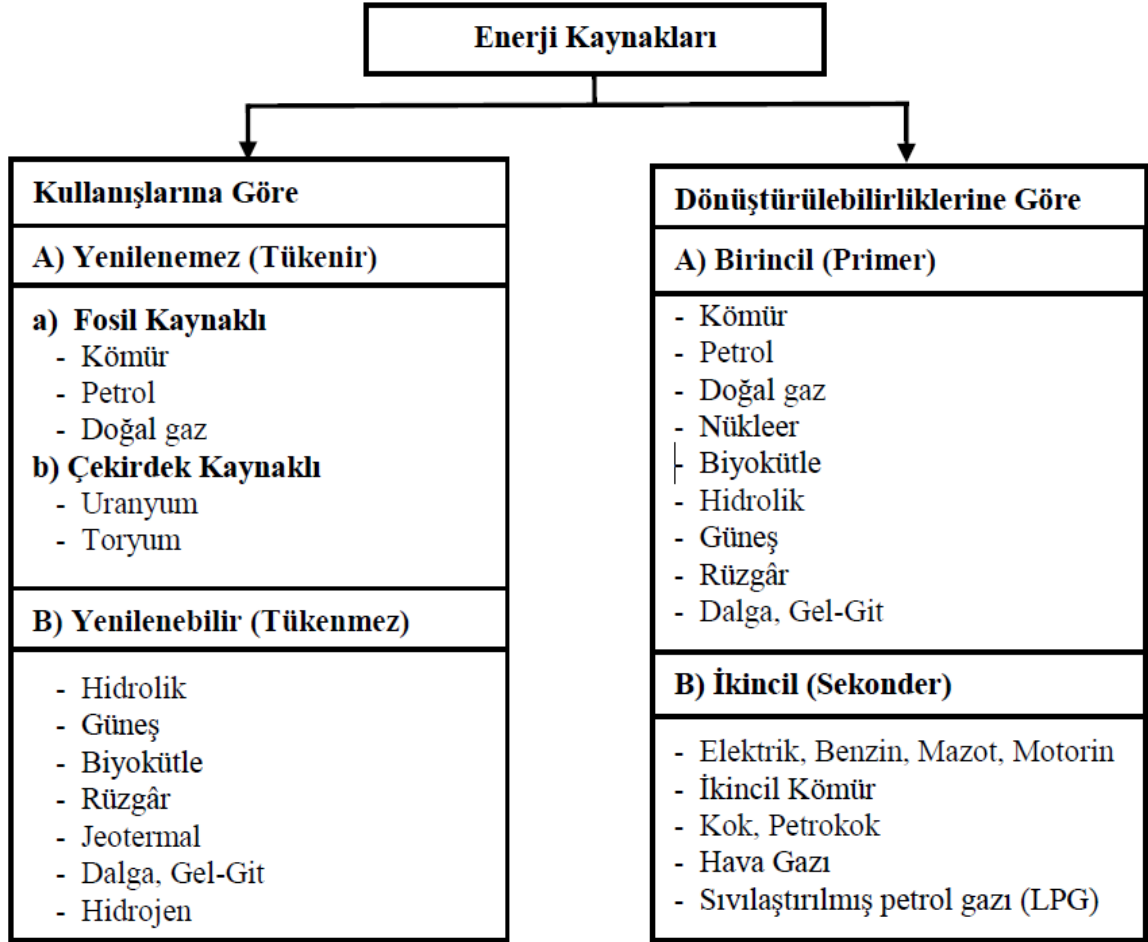 Enerji Kaynakları
Kullanışlarına Göre
A) Yenilenemez (Tükenir)
a) Fosil Kaynaklı
- Kömür
- Petrol
- Doğal gaz
b) Çekirdek Kaynaklı
- Uranyum
- Toryum
B) Yenilenebilir (Tükenmez)
- Hidrolik
- Güneş
- Biyokütle
- Rüzgâr
- Jeotermal
- Dalga, Gel-Git
- Hidrojen
Dönüştürülebilirliklerine Göre
A) Birincil (Primer)
- Kömür
- Petrol
- Doğal gaz
- Nükleer
- Biyokütle
- Hidrolik
- Güneş
- Rüzgâr
- Dalga, Gel-Git
B) İkincil (Sekonder)
- Elektrik, Benzin, Mazot, Motorin
- İkincil Kömür
- Kok, Petrokok
- Hava Gazı
- Sıvılaştırılmış petrol gazı (LPG)